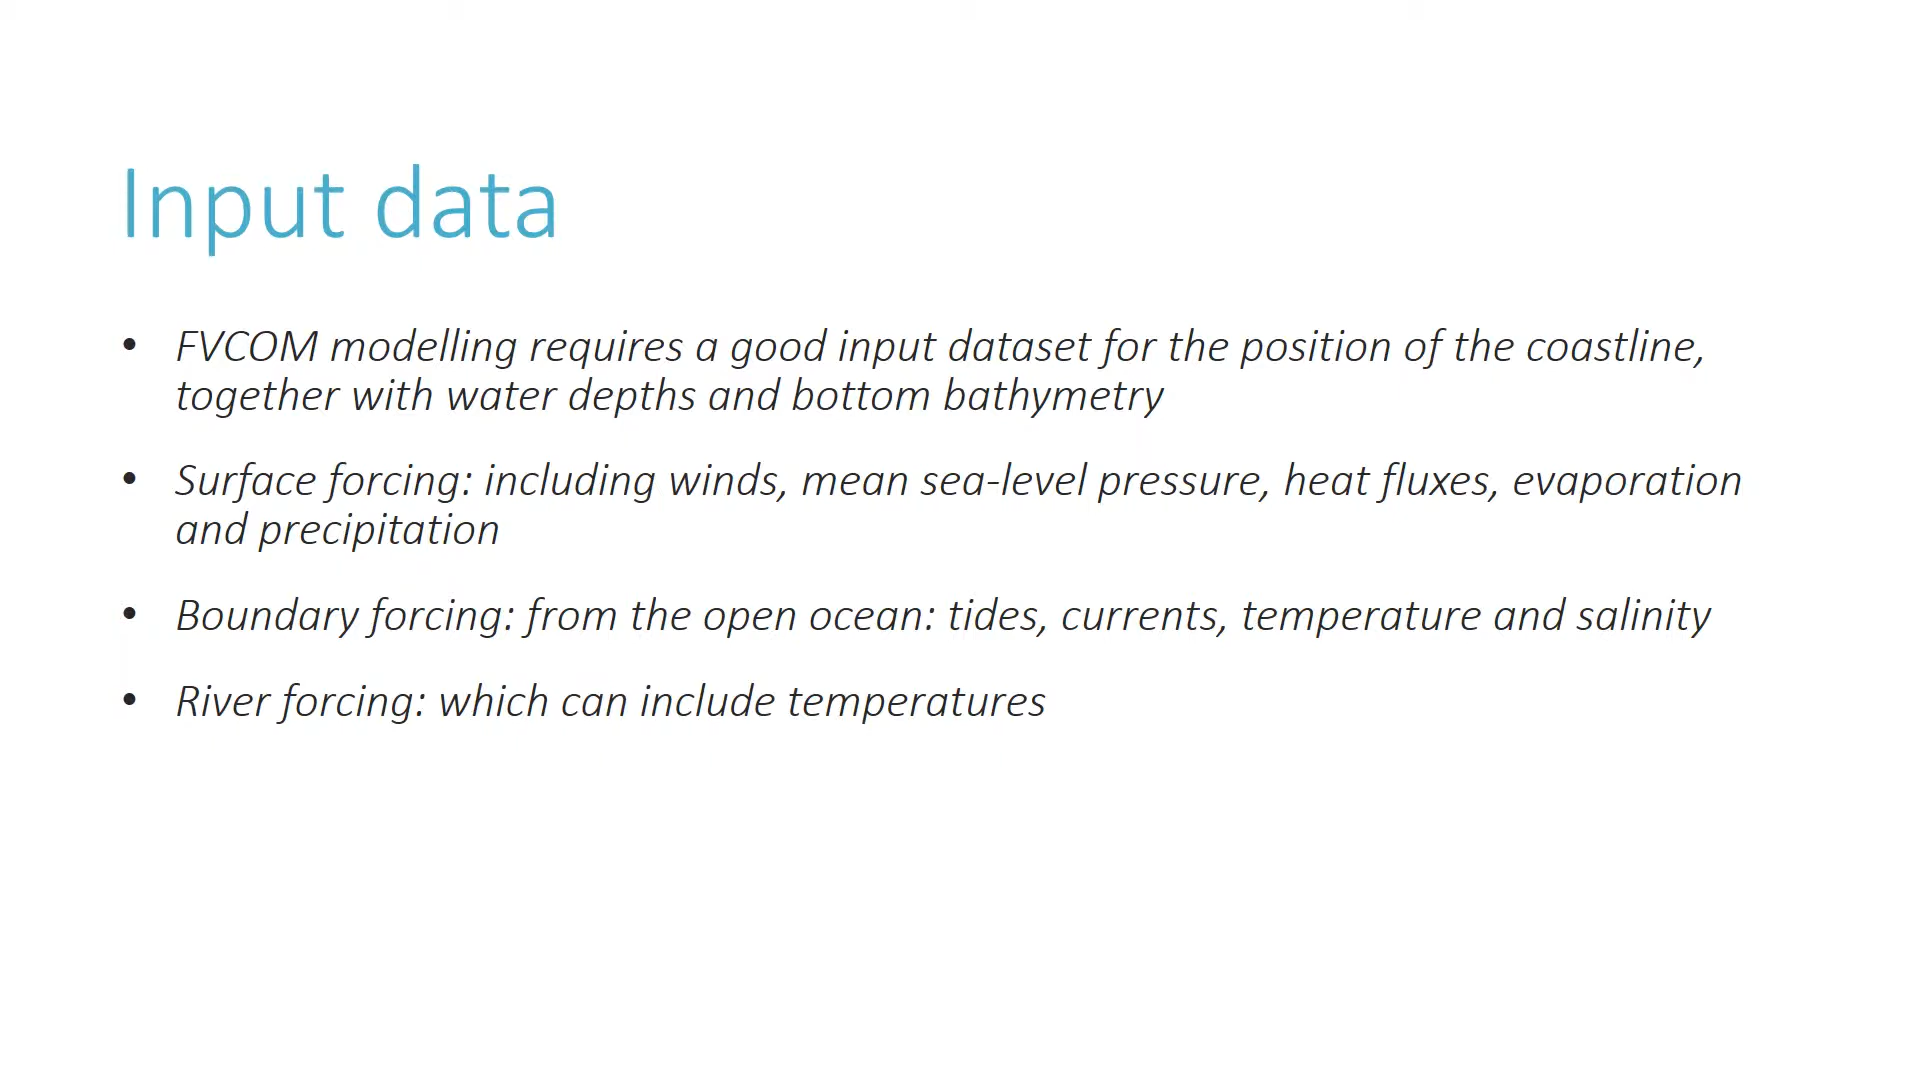 Input data
• FVCOM modelling requires a good input dataset for the position of the coastline,
together with water depths and bottom bathymetry
• Surface forcing: including winds, mean sea-level pressure, heat fluxes, evaporation
and precipitation
• Boundary forcing: from the open ocean: tides, currents, temperature and salinity
• River forcing: which can include temperatures